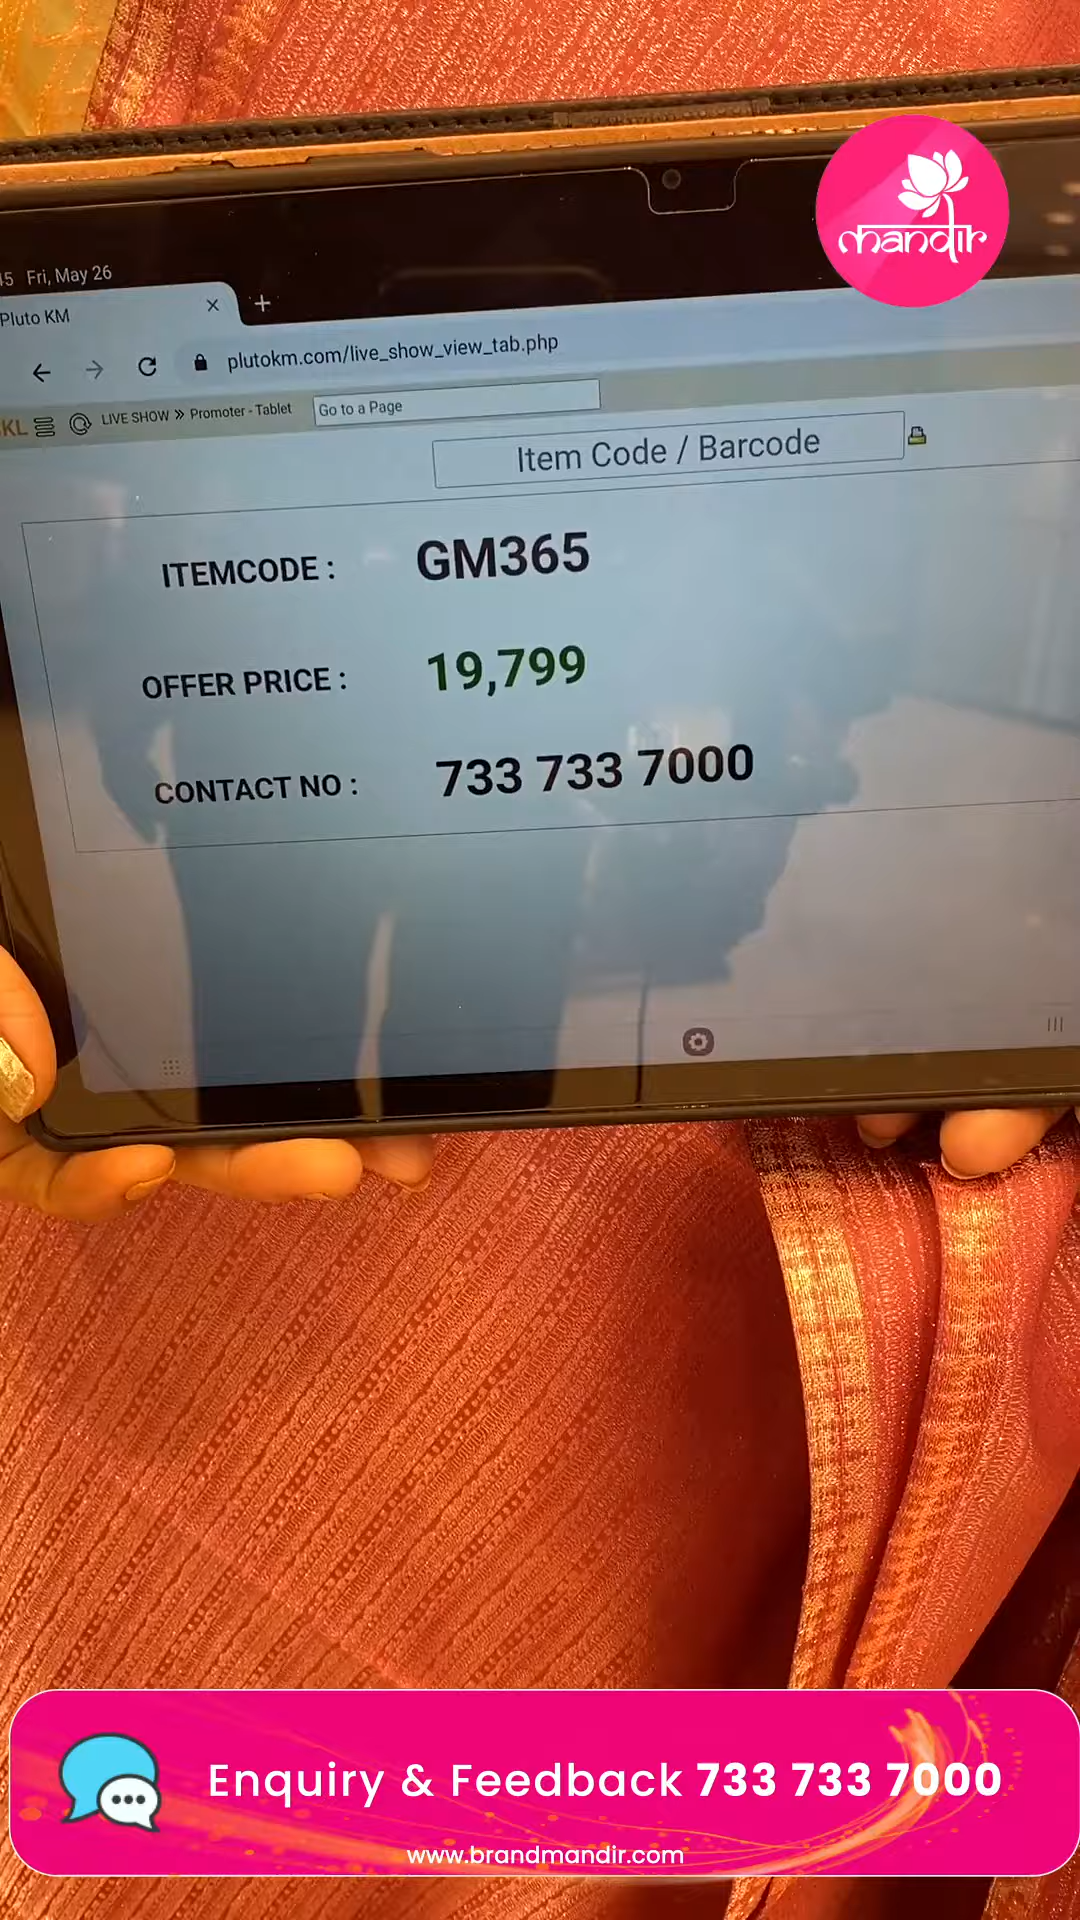 mandir
45 Fri, May 26
Pluto KM × +
plutokm.com/live_show_view_tab.php
KL LIVE SHOW » Promoter - Tablet Go to a Page
Item Code / Barcode
ITEMCODE : GM365
OFFER PRICE : 19,799
CONTACT NO : 733 733 7000
Enquiry & Feedback 733 733 7000
www.brandmandir.com